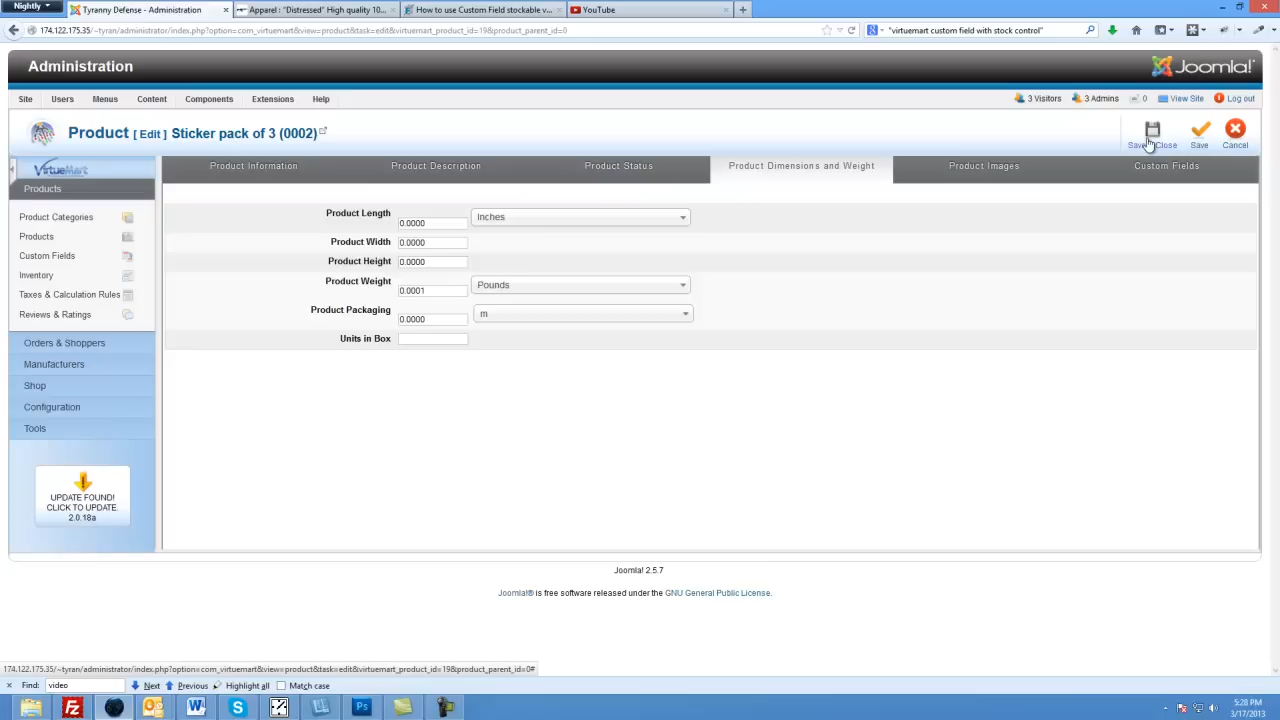 Nightly
Tyranny Defense - Administration
Apparel : "Distressed" High quality 10...
How to use Custom Field stockable v...
YouTube
174.122.175.35/~tyran/administrator/index.php?option=com_virtuemart&view=product&task=edit&virtuemart_product_id=19&product_parent_id=0
"virtuemart custom field with stock control"
Administration
Joomla!
Site Users Menus Content Components Extensions Help
3 Visitors 3 Admins 0 View Site Log out
Product [ Edit ] Sticker pack of 3 (0002)
Save Close Save Cancel
VirtueMart
Product Information Product Description Product Status Product Dimensions and Weight Product Images Custom Fields
Products
Product Categories
Products
Custom Fields
Inventory
Taxes & Calculation Rules
Reviews & Ratings
Orders & Shoppers
Manufacturers
Shop
Configuration
Tools
UPDATE FOUND!
CLICK TO UPDATE.
2.0.18a
Product Length 0.0000 Inches
Product Width 0.0000
Product Height 0.0000
Product Weight 0.0001 Pounds
Product Packaging 0.0000 m
Units in Box
Joomla! 2.5.7
Joomla!® is free software released under the GNU General Public License.
174.122.175.35/~tyran/administrator/index.php?option=com_virtuemart&view=product&task=edit&virtuemart_product_id=19&product_parent_id=0#
Find: video Next Previous Highlight all Match case
5:28 PM
3/17/2013